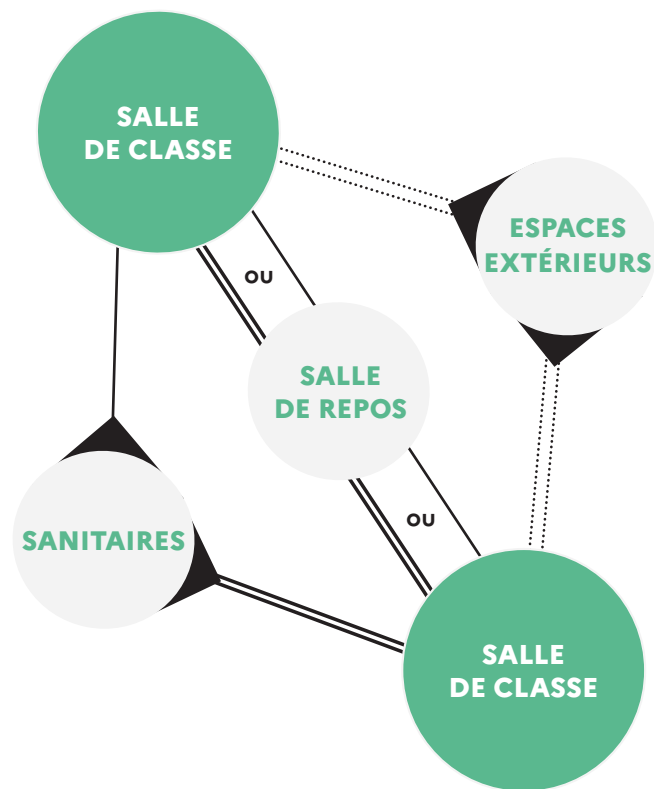 SALLE
DE CLASSE
ESPACES
EXTÉRIEURS
OU
SALLE
DE REPOS
OU
SANITAIRES
SALLE
DE CLASSE